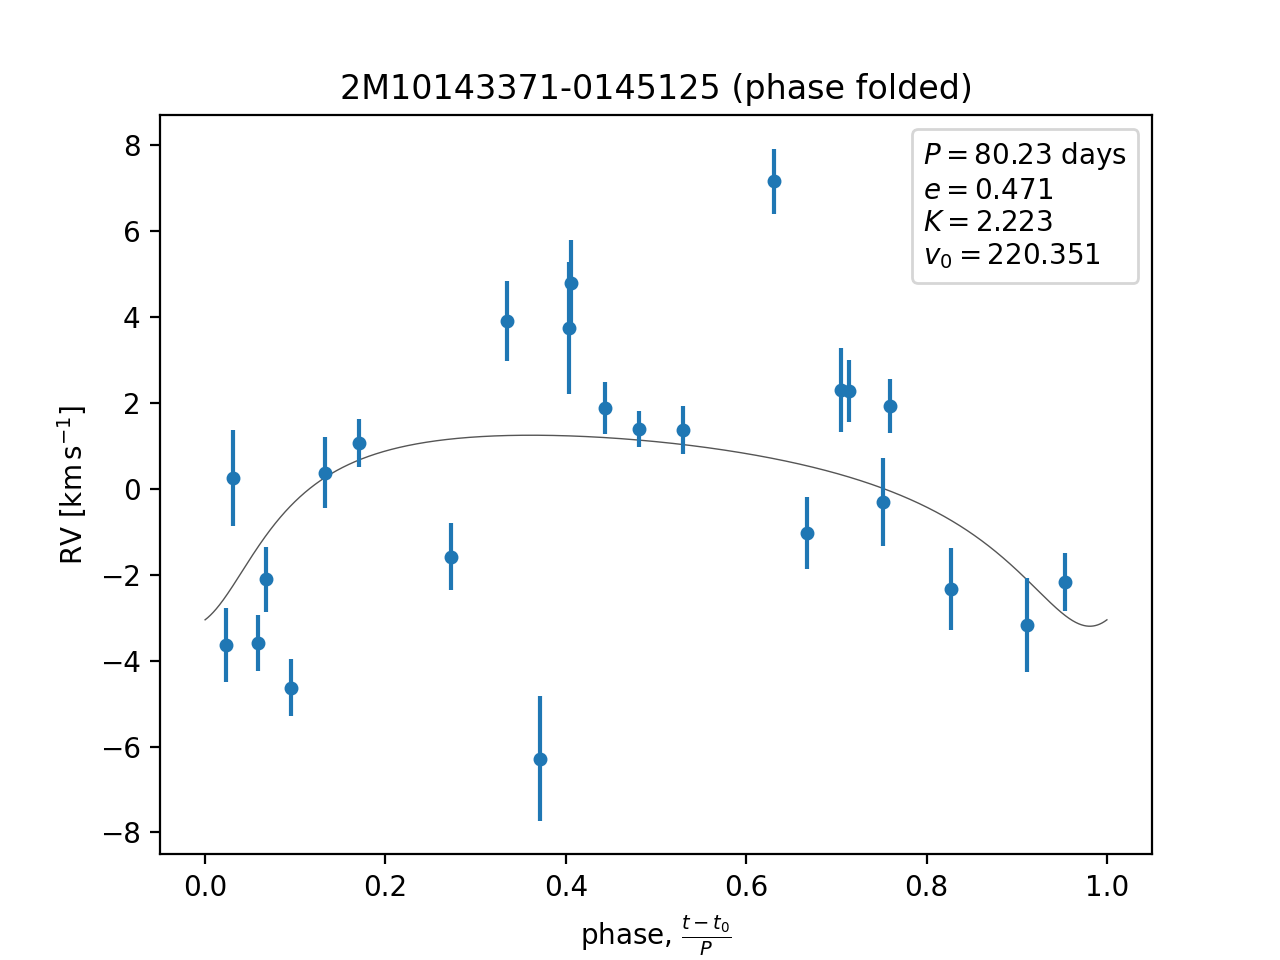 2M10143371-0145125 (phase folded)
P = 80.23 days
e = 0.471
K = 2.223
v₀ = 220.351
8
6
4
2
0
−2
−4
−6
−8
RV [km s⁻¹]
0.0 0.2 0.4 0.6 0.8 1.0
phase, (t − t₀)/P